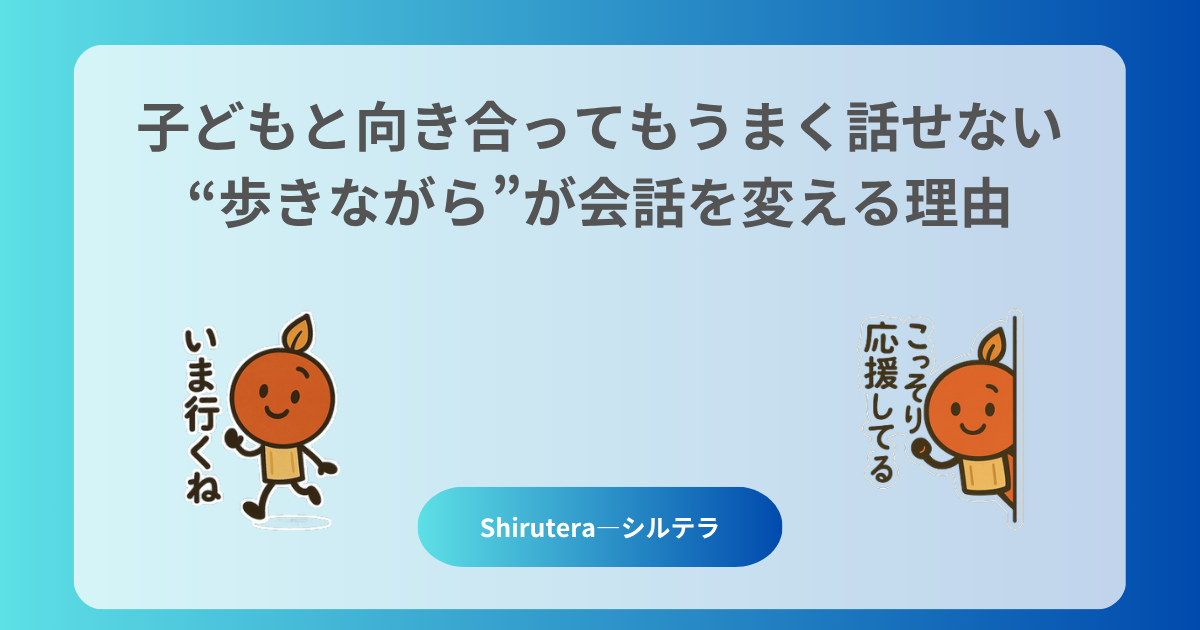 子どもと向き合ってもうまく話せない
“歩きながら”が会話を変える理由
いま行くね
こっそり
応援してる
Shirutera―シルテラ